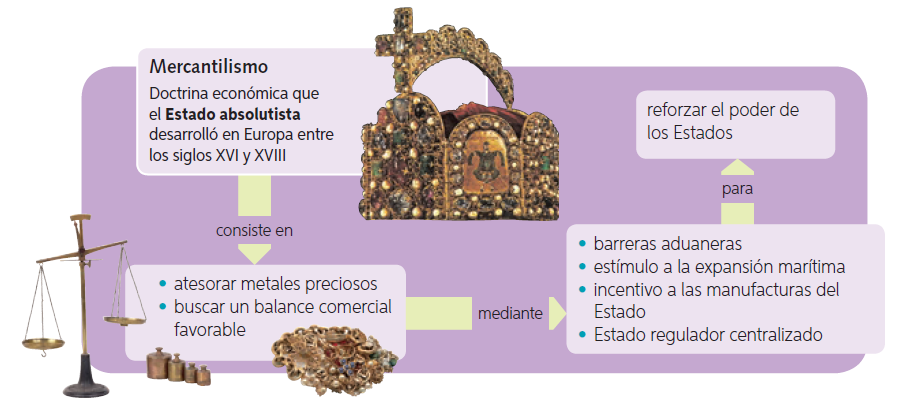 Mercantilismo
Doctrina económica que
el Estado absolutista
desarrolló en Europa entre
los siglos XVI y XVIII
consiste en
• atesorar metales preciosos
• buscar un balance comercial
favorable
mediante
• barreras aduaneras
• estímulo a la expansión marítima
• incentivo a las manufacturas del
Estado
• Estado regulador centralizado
para
reforzar el poder de
los Estados